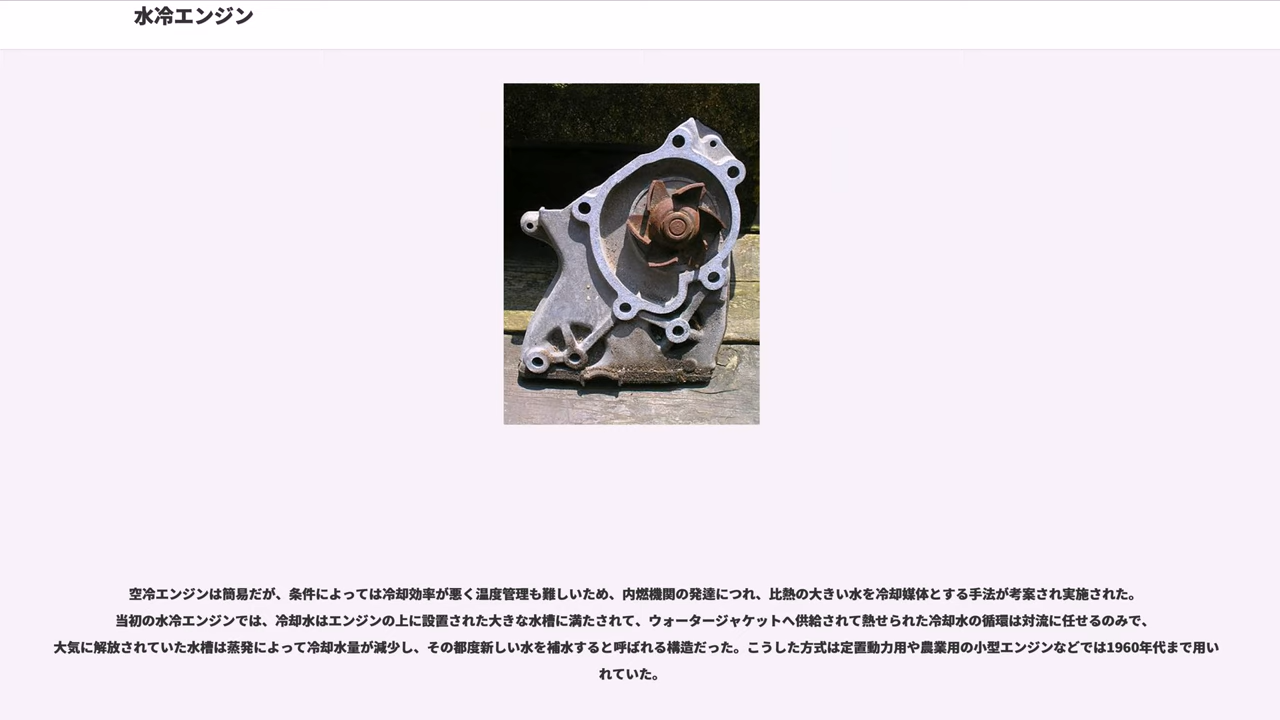 水冷エンジン
空冷エンジンは簡易だが、条件によっては冷却効率が悪く温度管理も難しいため、内燃機関の発達につれ、比熱の大きい水を冷却媒体とする手法が考案され実施された。
当初の水冷エンジンでは、冷却水はエンジンの上に設置された大きな水槽に満たされて、ウォータージャケットへ供給されて熱せられた冷却水の循環は対流に任せるのみで、
大気に解放されていた水槽は蒸発によって冷却水量が減少し、その都度新しい水を補水すると呼ばれる構造だった。こうした方式は定置動力用や農業用の小型エンジンなどでは1960年代まで用い
れていた。